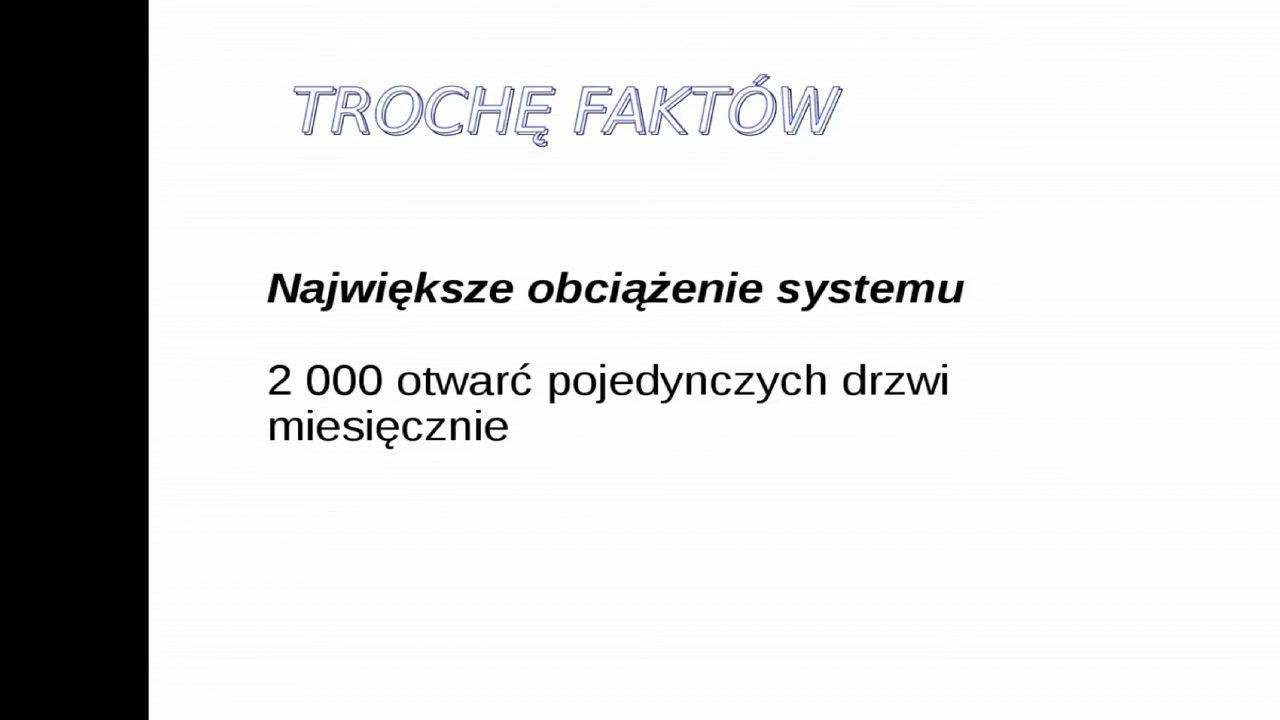 TROCHĘ FAKTÓW
Największe obciążenie systemu
2 000 otwarć pojedynczych drzwi
miesięcznie